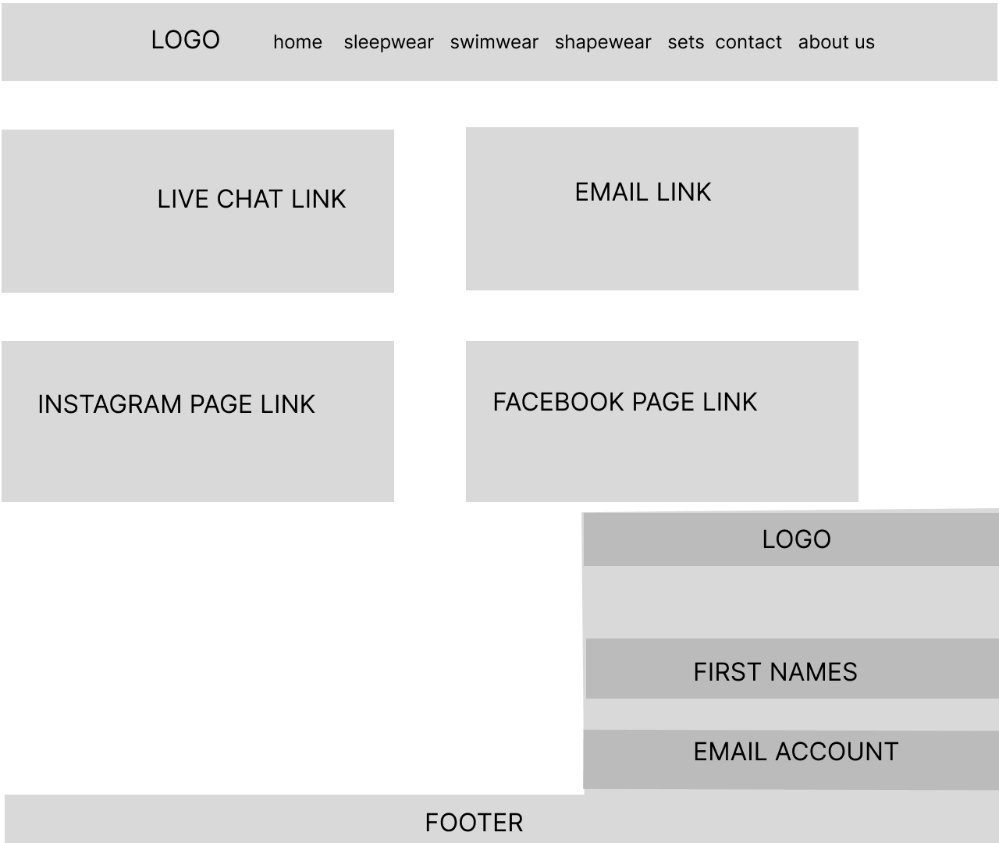 LOGO home sleepwear swimwear shapewear sets contact about us
LIVE CHAT LINK
EMAIL LINK
INSTAGRAM PAGE LINK
FACEBOOK PAGE LINK
LOGO
FIRST NAMES
EMAIL ACCOUNT
FOOTER